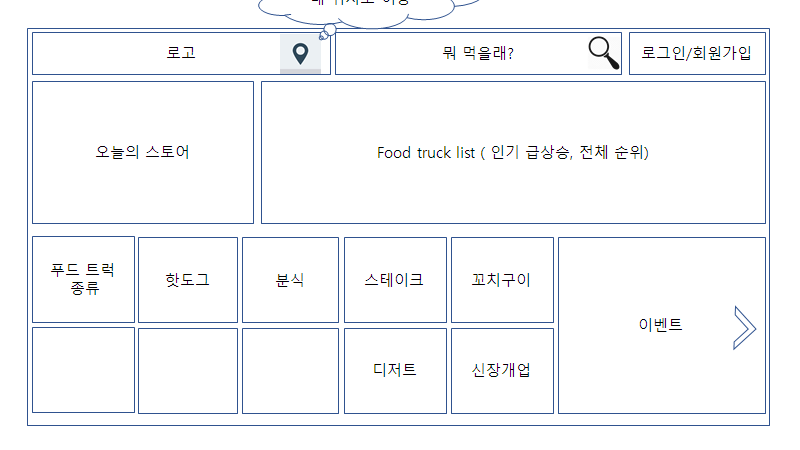 로고
뭐 먹을래?
로그인/회원가입
오늘의 스토어
Food truck list ( 인기 급상승, 전체 순위)
푸드 트럭
종류
핫도그
분식
스테이크
꼬치구이
이벤트
디저트
신장개업